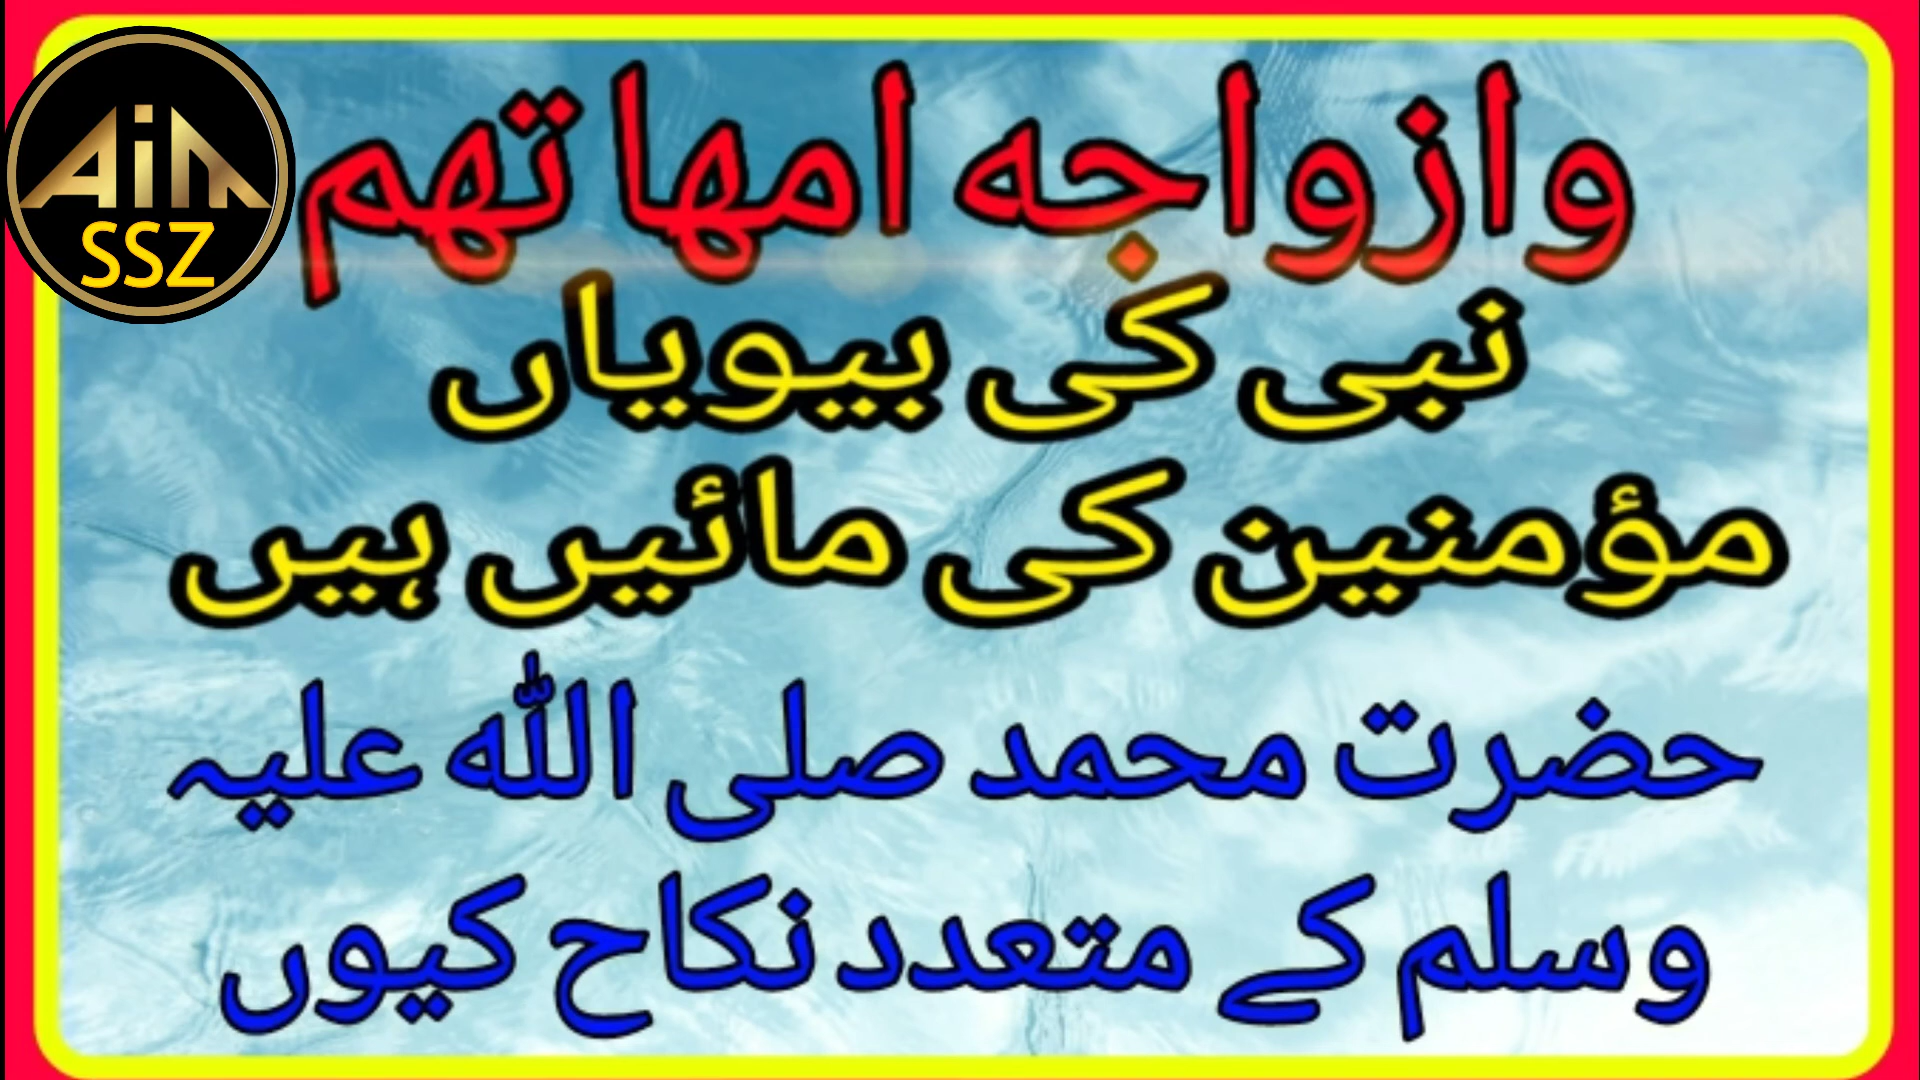 AiM
SSZ
وازواجه امهاتهم
نبی کی بیویاں
مؤمنین کی مائیں ہیں
حضرت محمد صلی اللہ علیہ
وسلم کے متعدد نکاح کیوں